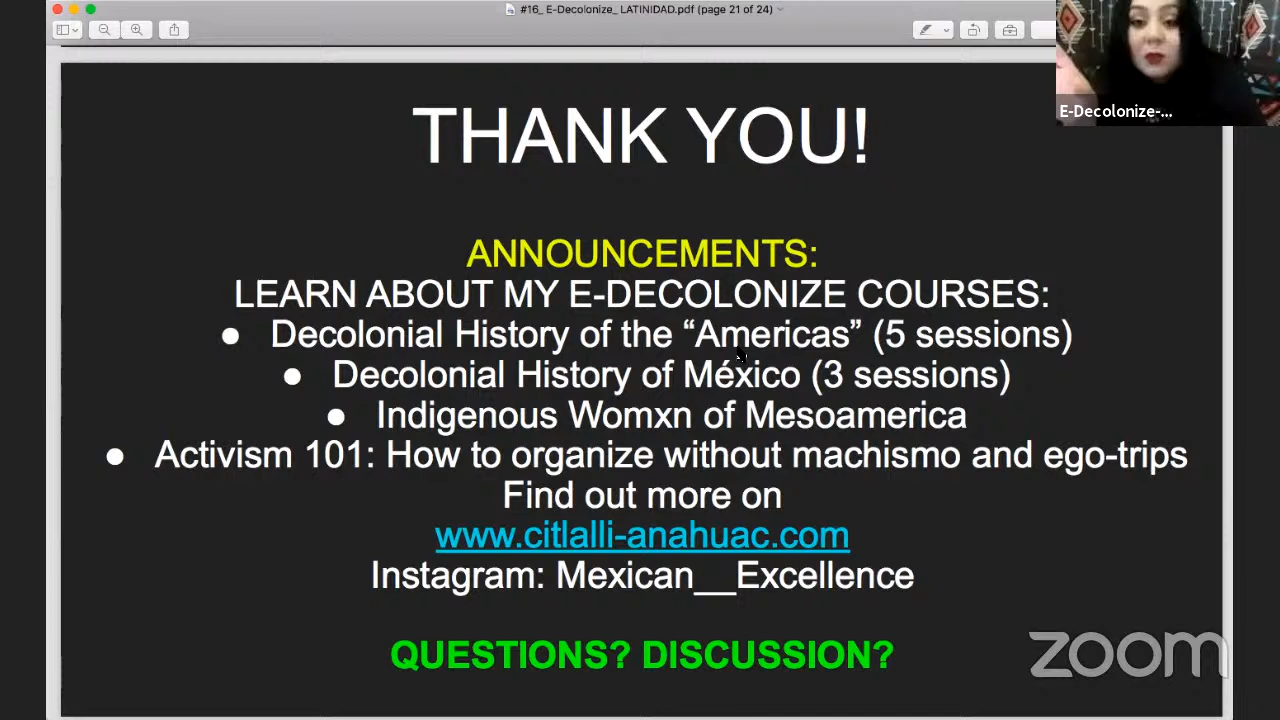 #16_ E-Decolonize_ LATINIDAD.pdf (page 21 of 24)
E-Decolonize-...
THANK YOU!
ANNOUNCEMENTS:
LEARN ABOUT MY E-DECOLONIZE COURSES:
● Decolonial History of the “Americas” (5 sessions)
● Decolonial History of México (3 sessions)
● Indigenous Womxn of Mesoamerica
● Activism 101: How to organize without machismo and ego-trips
Find out more on
www.citlalli-anahuac.com
Instagram: Mexican__Excellence
QUESTIONS? DISCUSSION?
zoom